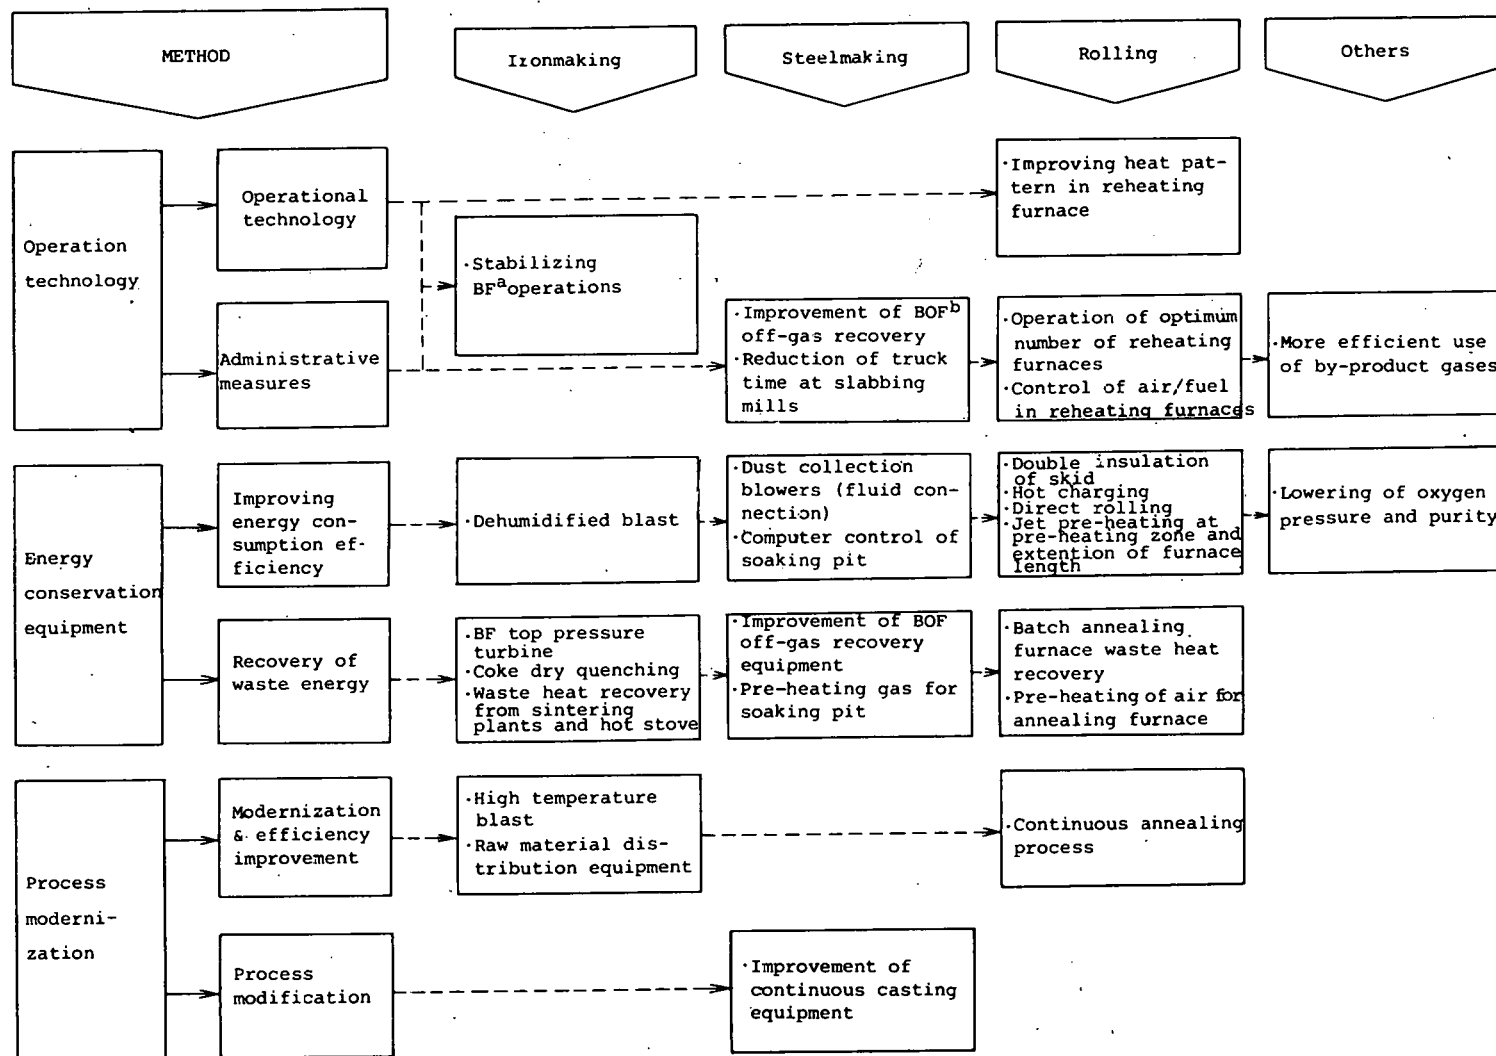 METHOD
Ironmaking
Steelmaking
Rolling
Others
Operation
technology
Operational
technology
·Improving heat pat-
tern in reheating
furnace
·Stabilizing
BFa operations
Administrative
measures
·Improvement of BOFb
off-gas recovery
·Reduction of truck
time at slabbing
mills
·Operation of optimum
number of reheating
furnaces
·Control of air/fuel
in reheating furnaces
·More efficient use
of by-product gases
Energy
conservation
equipment
Improving
energy con-
sumption ef-
ficiency
·Dehumidified blast
·Dust collection
blowers (fluid con-
nection)
·Computer control of
soaking pit
·Double insulation
of skid
·Hot charging
·Direct rolling
·Jet pre-heating at
pre-heating zone and
extention of furnace
length
·Lowering of oxygen
pressure and purity
Recovery of
waste energy
·BF top pressure
turbine
·Coke dry quenching
·Waste heat recovery
from sintering
plants and hot stove
·Improvement of BOF
off-gas recovery
equipment
·Pre-heating gas for
soaking pit
·Batch annealing
furnace waste heat
recovery
·Pre-heating of air for
annealing furnace
Process
moderni-
zation
Modernization
& efficiency
improvement
·High temperature
blast
·Raw material dis-
tribution equipment
·Continuous annealing
process
Process
modification
·Improvement of
continuous casting
equipment